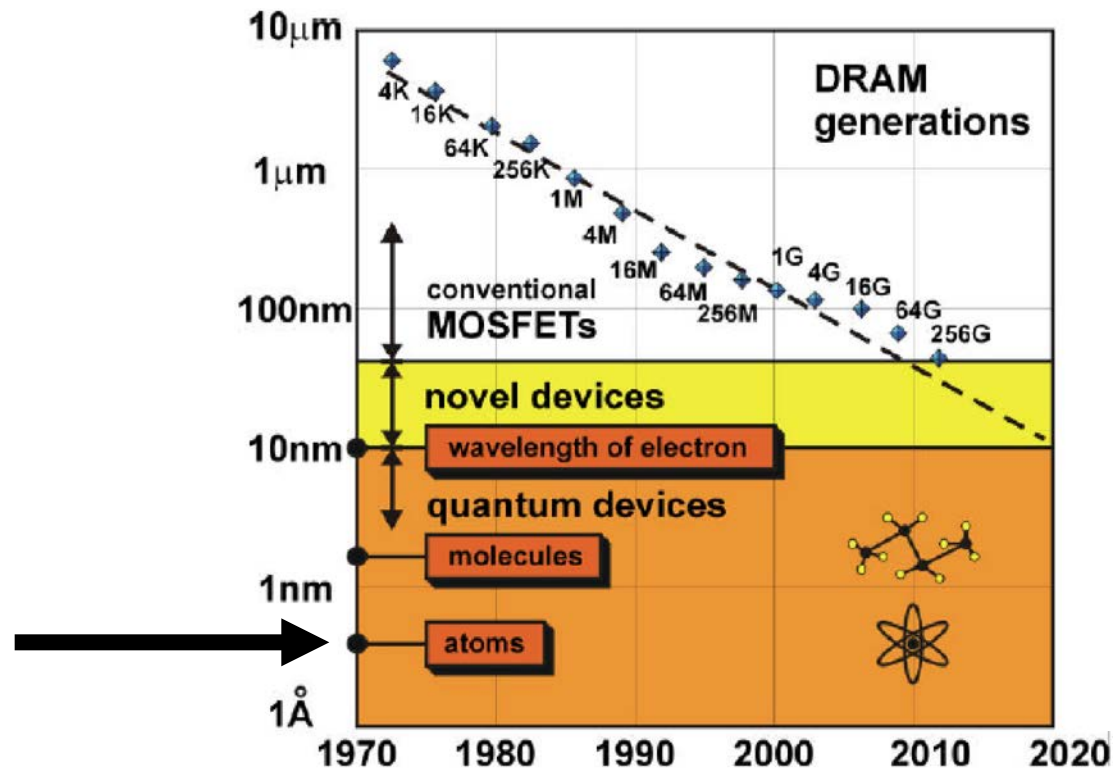 10μm
DRAM
generations
4K
16K
64K
256K
1μm
1M
4M
16M
64M
256M
1G
4G
16G
64G
256G
conventional
100nm
MOSFETs
novel devices
10nm
wavelength of electron
quantum devices
molecules
1nm
atoms
1Å
1970 1980 1990 2000 2010 2020